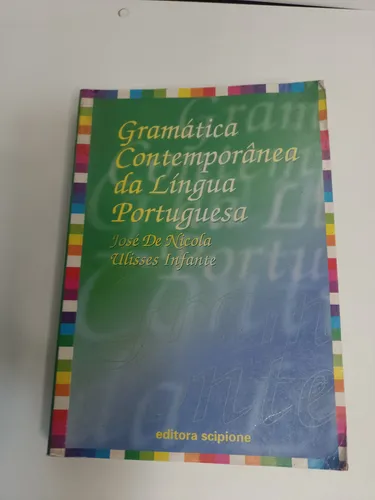 Gramática
Contemporânea
da Língua
Portuguesa
José De Nicola
Ulisses Infante
editora scipione